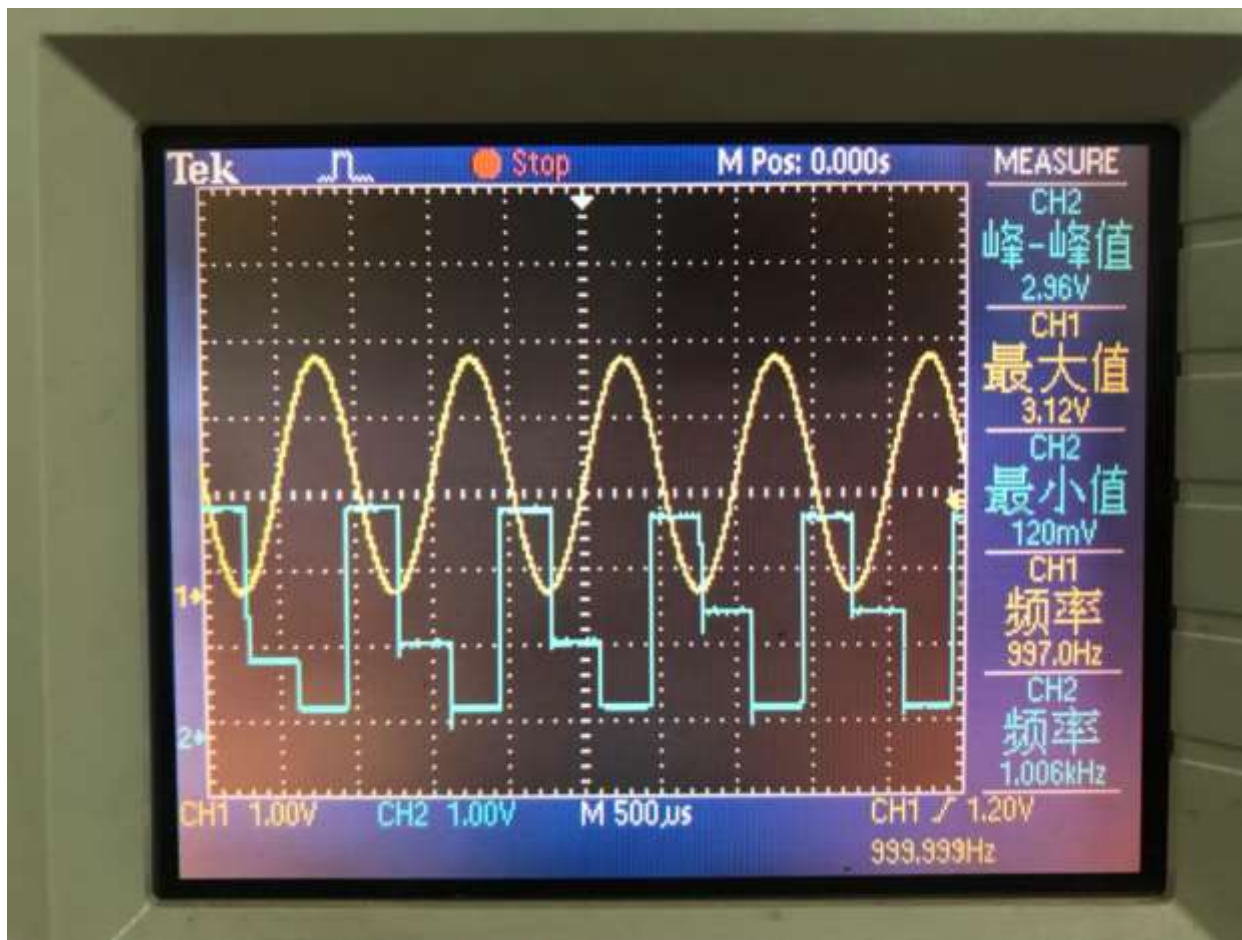 Tek Stop M Pos: 0.000s MEASURE
CH2
峰-峰值
2.96V
CH1
最大值
3.12V
CH2
最小值
120mV
CH1
频率
997.0Hz
CH2
频率
1.006kHz
1
2
CH1 1.00V CH2 1.00V M 500µs CH1 1.20V
999.999Hz